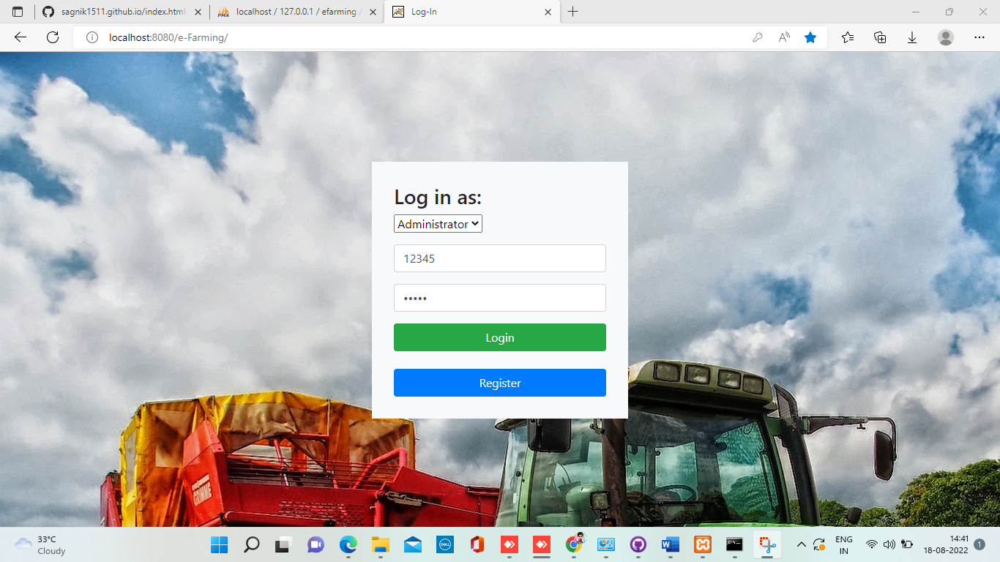 sagnik1511.github.io/index.html
localhost / 127.0.0.1 / efarming /
Log-In
localhost:8080/e-Farming/
Log in as:
Administrator
12345
•••••
Login
Register
GRIMME
33°C
Cloudy
DELL
ENG
IN
14:41
18-08-2022
1